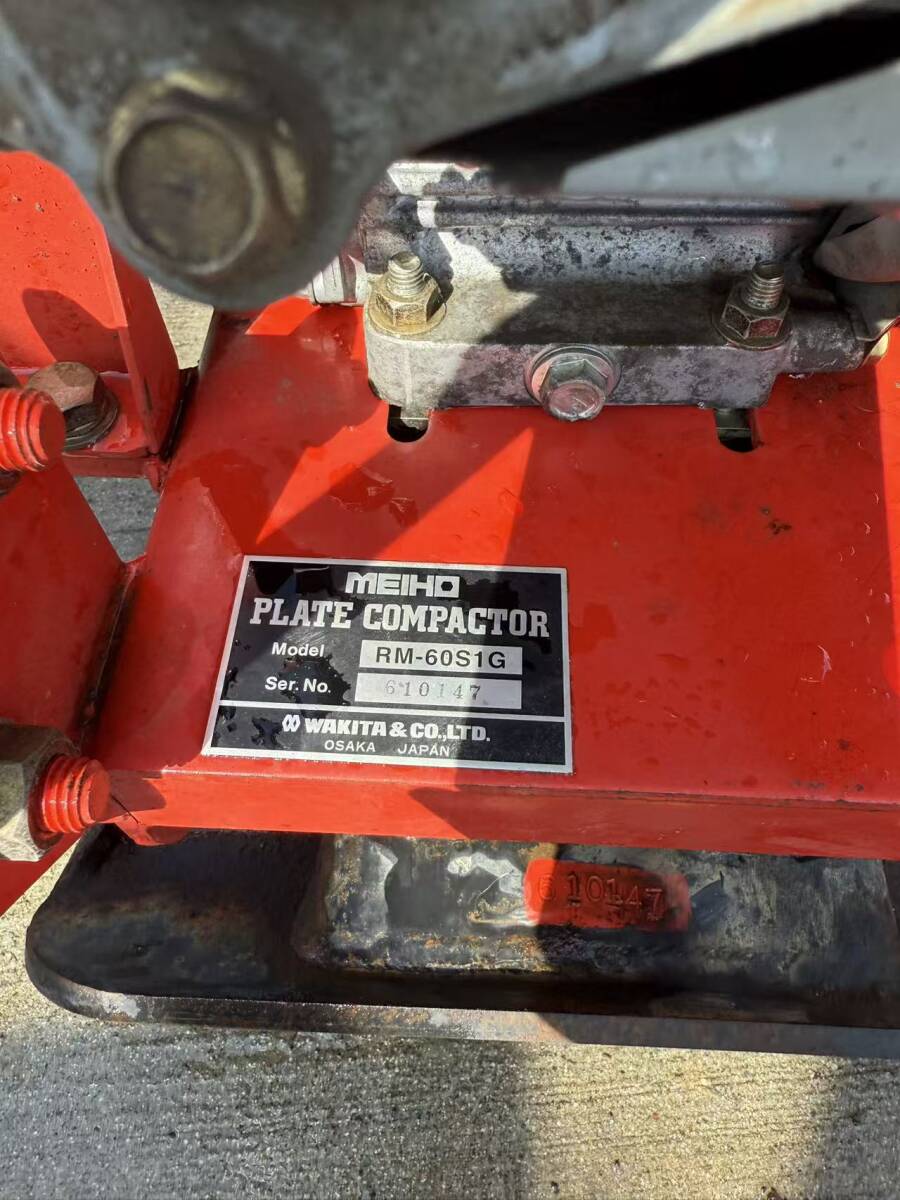 MEIHO
PLATE COMPACTOR
Model RM-60S1G
Ser. No. 610147
WAKITA & CO.,LTD.
OSAKA JAPAN
610147